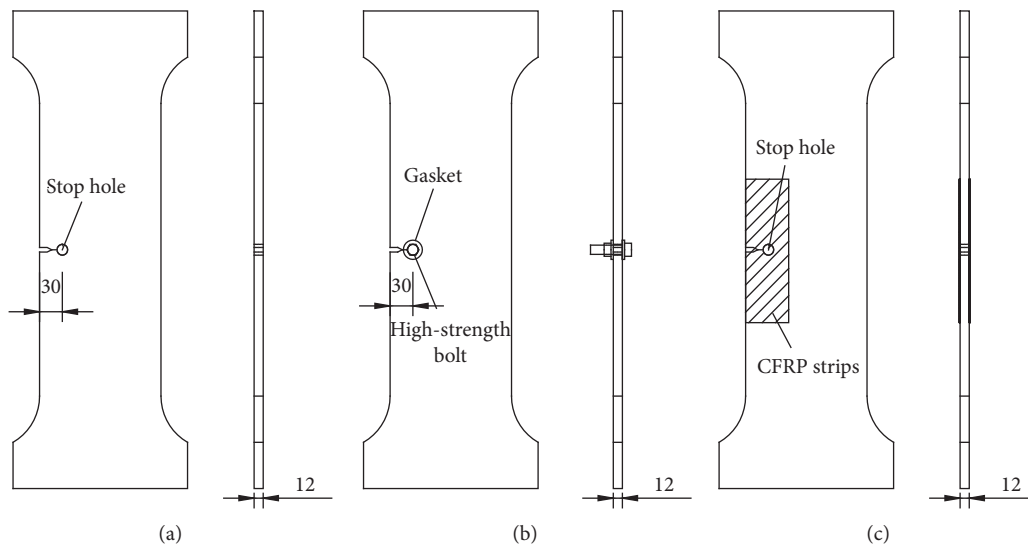 Stop hole
30
12
(a)
Gasket
30
High-strength
bolt
12
(b)
Stop hole
CFRP strips
12
(c)